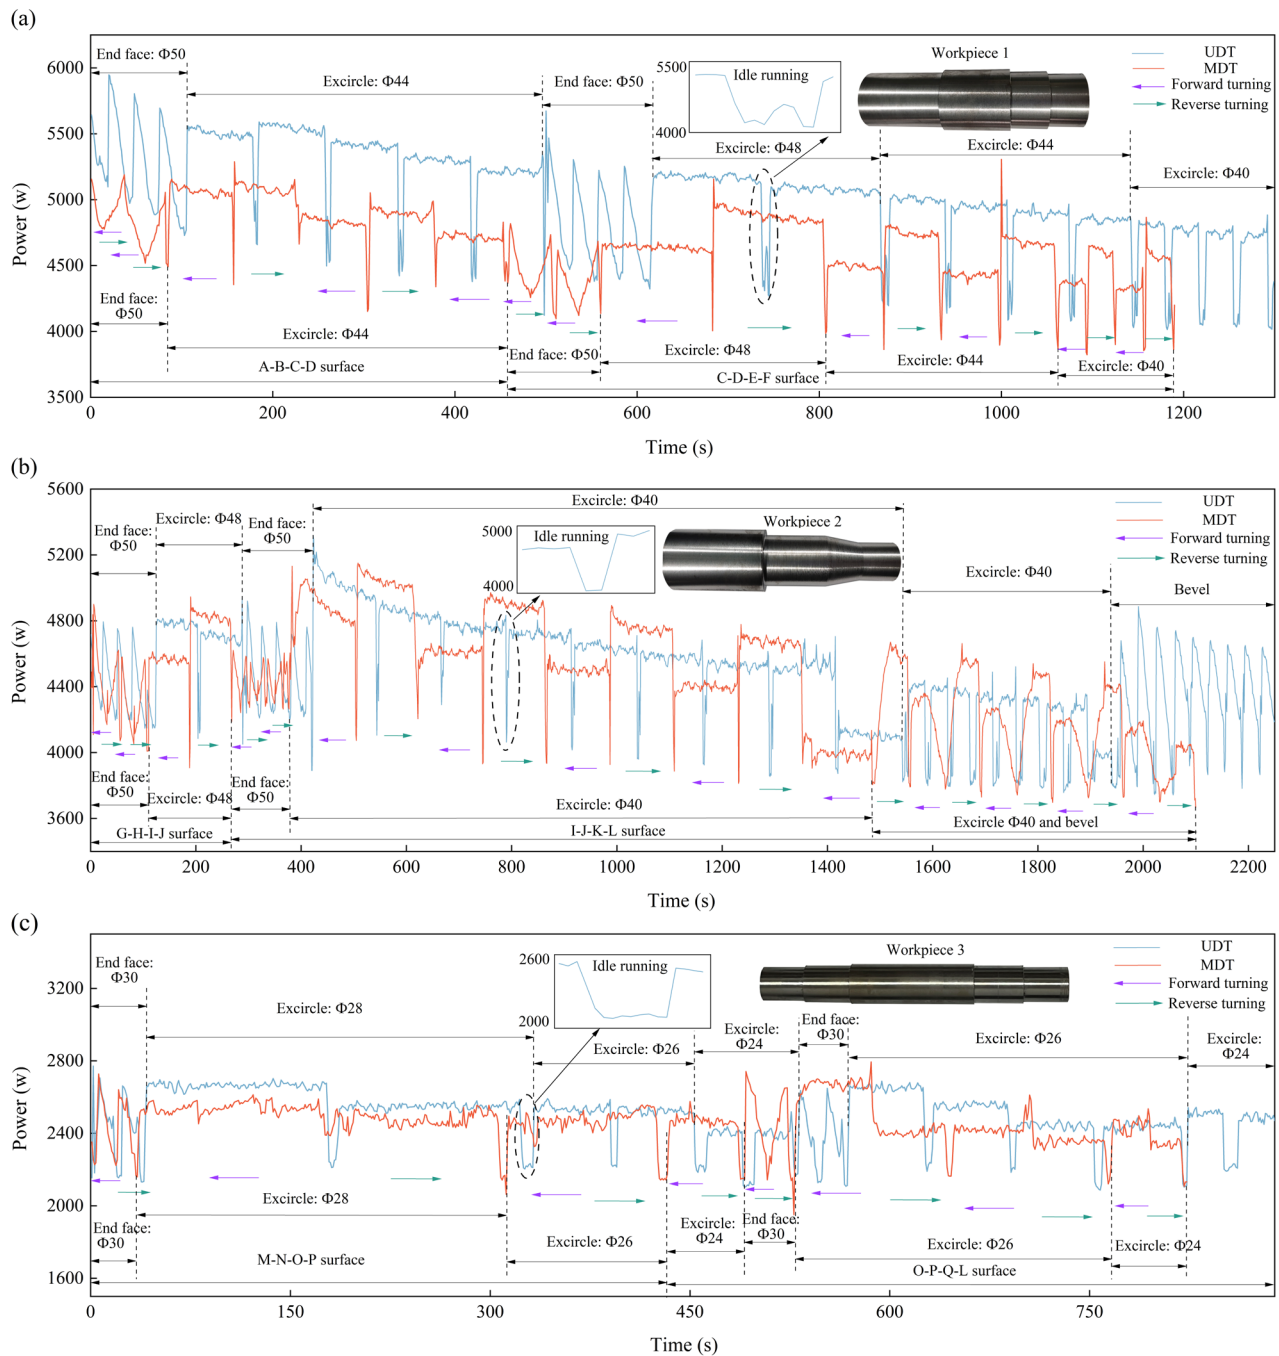 (a)
End face: Φ50
Excircle: Φ44
End face: Φ50
Idle running
5500
4000
Workpiece 1
UDT
MDT
Forward turning
Reverse turning
Excircle: Φ48
Excircle: Φ44
Excircle: Φ40
6000
5500
5000
4500
4000
3500
Power (w)
End face:
Φ50
Excircle: Φ44
A-B-C-D surface
End face: Φ50
Excircle: Φ48
C-D-E-F surface
Excircle: Φ44
Excircle: Φ40
0 200 400 600 800 1000 1200
Time (s)
(b)
End face:
Φ50
Excircle: Φ48
End face:
Φ50
Excircle: Φ40
Idle running
5000
4000
Workpiece 2
UDT
MDT
Forward turning
Reverse turning
Excircle: Φ40
Bevel
5600
5200
4800
4400
4000
3600
Power (w)
End face:
Φ50
Excircle: Φ48
End face:
Φ50
Excircle: Φ40
G-H-I-J surface
I-J-K-L surface
Excircle Φ40 and bevel
0 200 400 600 800 1000 1200 1400 1600 1800 2000 2200
Time (s)
(c)
End face:
Φ30
Excircle: Φ28
2600
2000
Idle running
Workpiece 3
UDT
MDT
Forward turning
Reverse turning
Excircle: Φ26
Excircle:
Φ24
End face:
Φ30
Excircle: Φ26
Excircle:
Φ24
3200
2800
2400
2000
1600
Power (w)
End face:
Φ30
Excircle: Φ28
M-N-O-P surface
Excircle: Φ26
Excircle:
Φ24
End face:
Φ30
Excircle: Φ26
Excircle: Φ24
O-P-Q-L surface
0 150 300 450 600 750
Time (s)